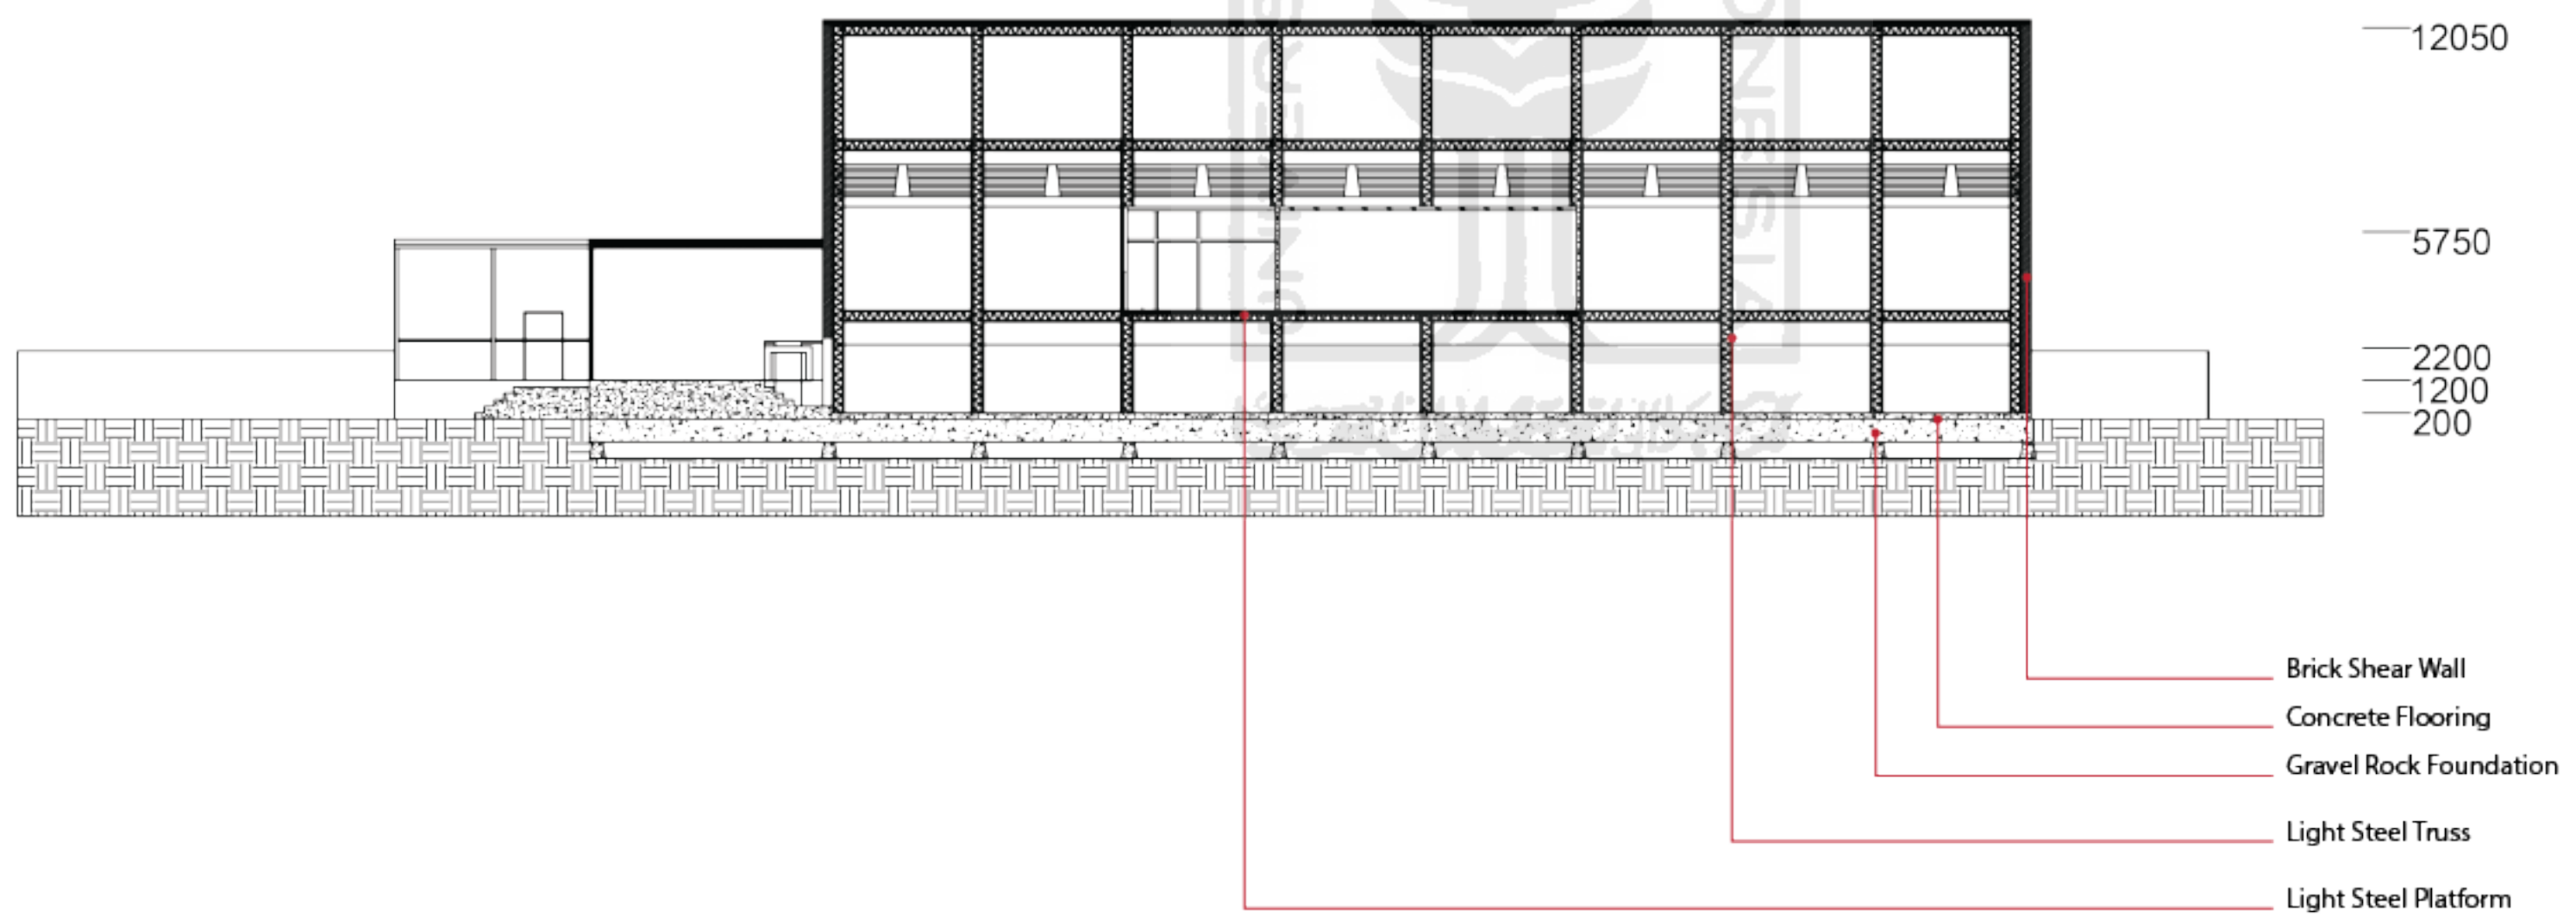 12050
5750
2200
1200
200
Brick Shear Wall
Concrete Flooring
Gravel Rock Foundation
Light Steel Truss
Light Steel Platform